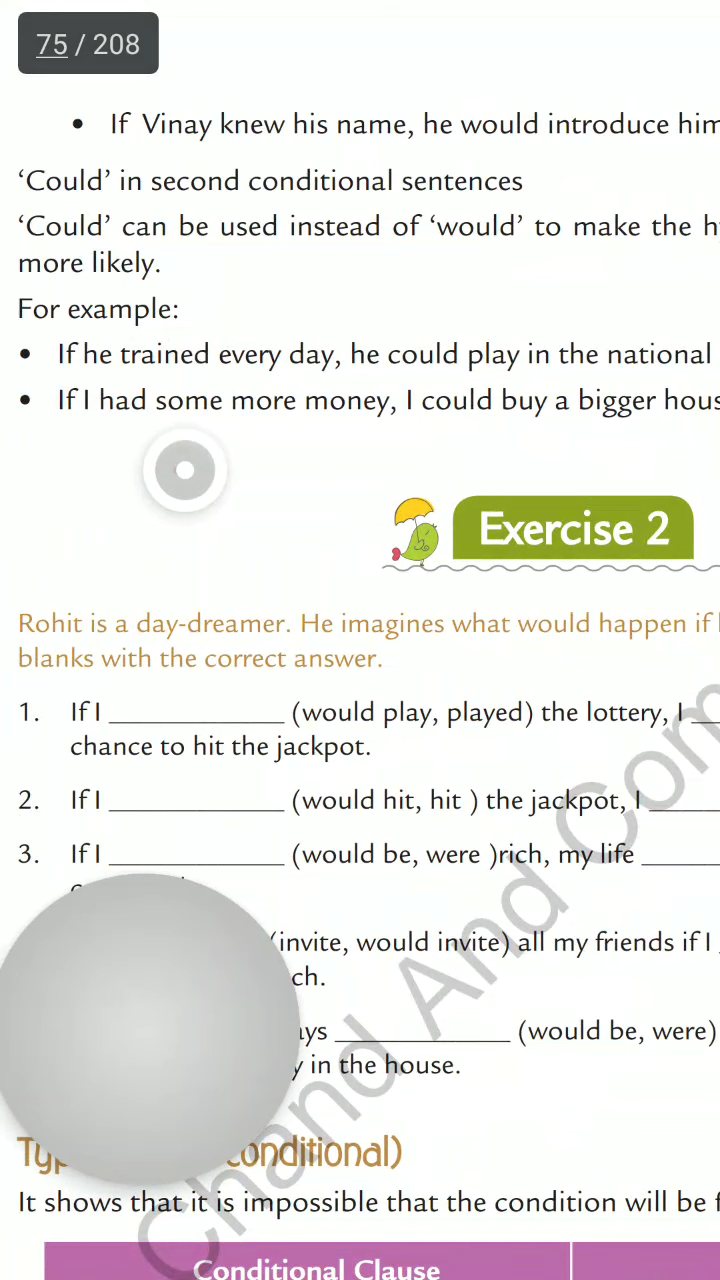 75 / 208
• If Vinay knew his name, he would introduce him
‘Could’ in second conditional sentences
‘Could’ can be used instead of ‘would’ to make the
more likely.
For example:
• If he trained every day, he could play in the national
• If I had some more money, I could buy a bigger
Exercise 2
Rohit is a day-dreamer. He imagines what would happen if
blanks with the correct answer.
1. If I ____________ (would play, played) the lottery, I __
chance to hit the jackpot.
2. If I ____________ (would hit, hit ) the jackpot, I _____
3. If I ____________ (would be, were )rich, my life _____
(invite, would invite) all my friends if I
____________ (would be, were)
in the house.
conditional)
It shows that it is impossible that the condition will be
Conditional Clause
Chand And